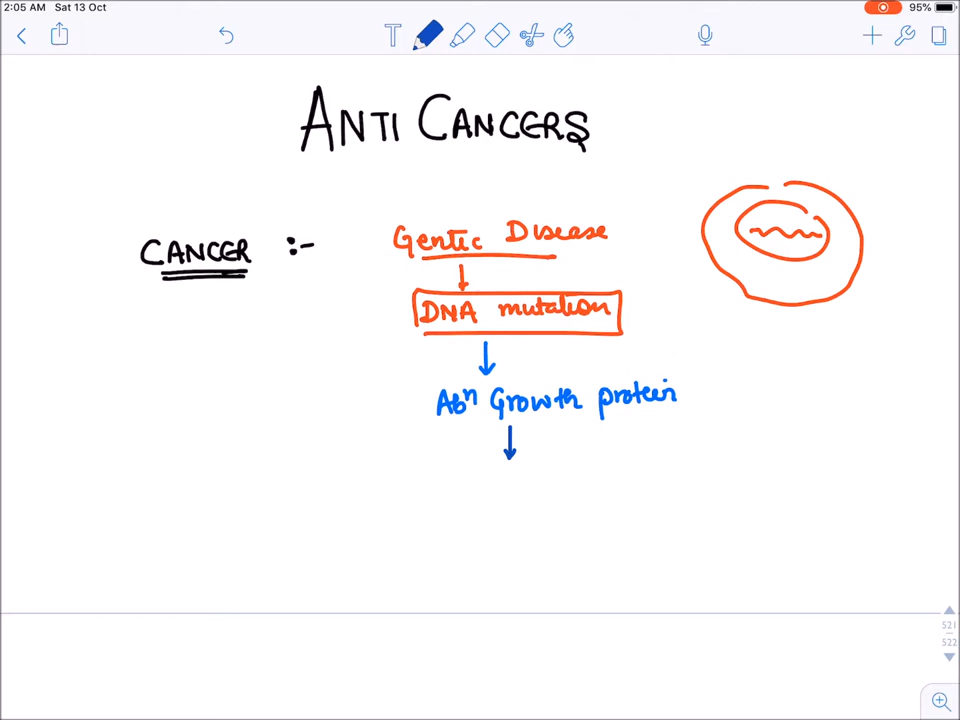 2:05 AM Sat 13 Oct 95%
T
ANTI CANCERS
CANCER :- Gentic Disease
DNA mutation
Abn Growth protein
521
522